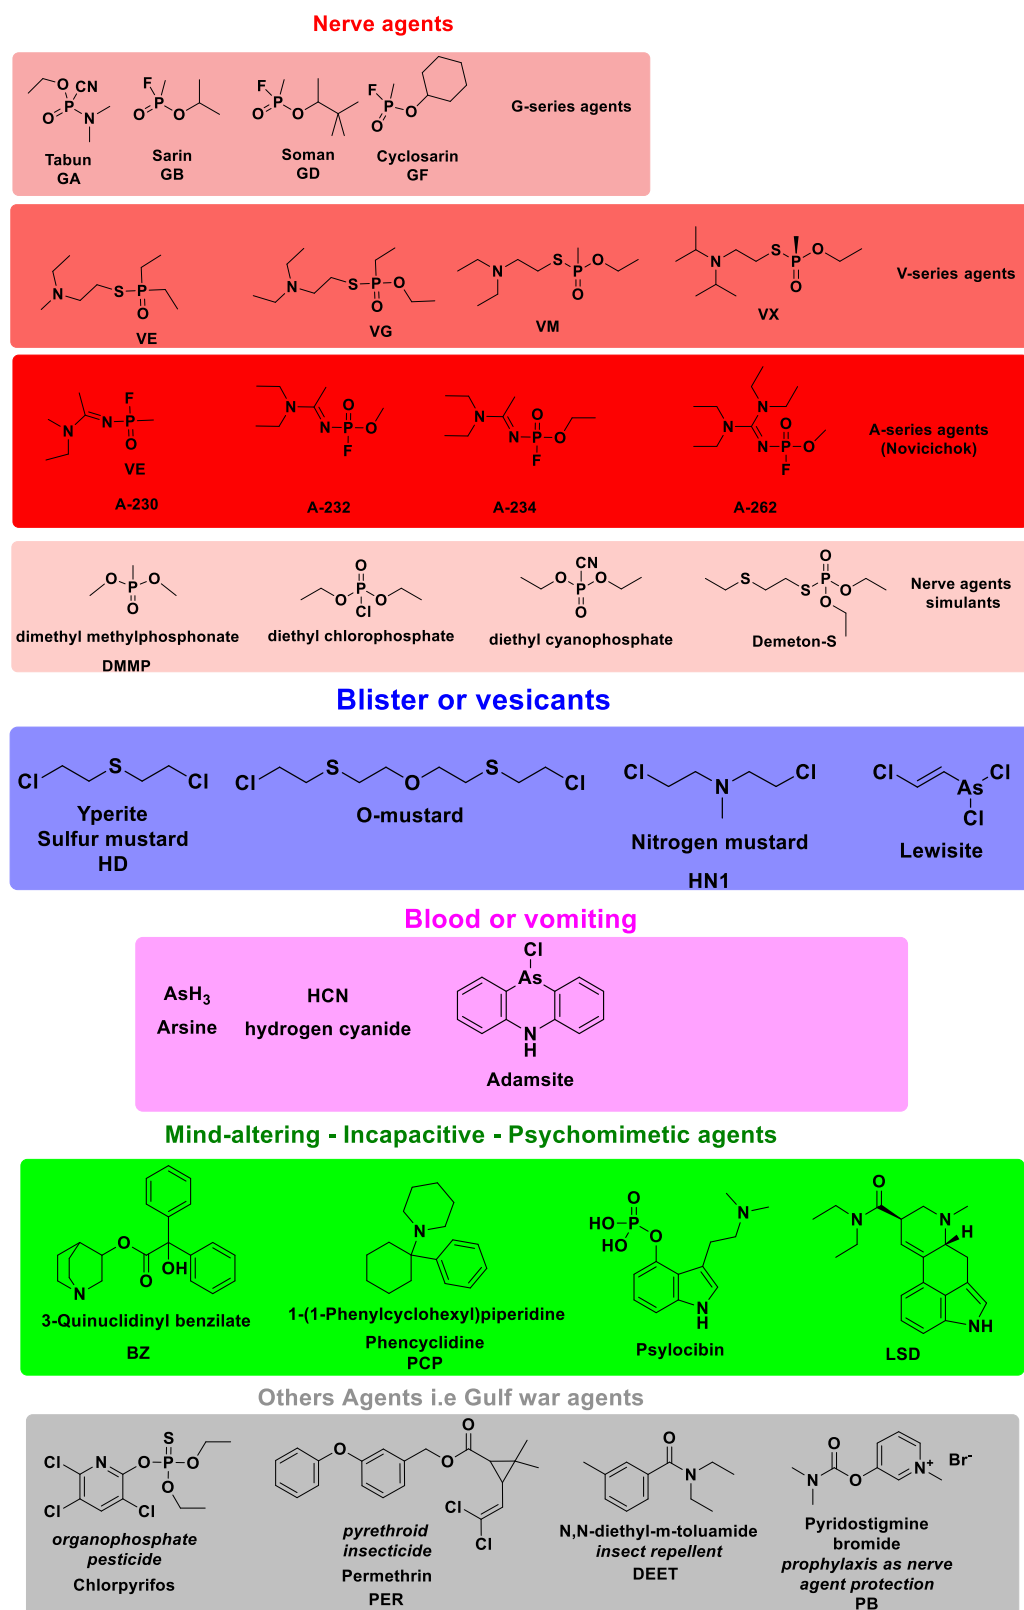 Nerve agents
G-series agents
Tabun
GA
Sarin
GB
Soman
GD
Cyclosarin
GF
V-series agents
VE
VG
VM
VX
A-series agents
(Novicichok)
VE
A-230
A-232
A-234
A-262
Nerve agents
simulants
dimethyl methylphosphonate
DMMP
diethyl chlorophosphate
diethyl cyanophosphate
Demeton-S
Blister or vesicants
Yperite
Sulfur mustard
HD
O-mustard
Nitrogen mustard
HN1
Lewisite
Blood or vomiting
AsH3
Arsine
HCN
hydrogen cyanide
Adamsite
Mind-altering - Incapacitive - Psychomimetic agents
3-Quinuclidinyl benzilate
BZ
1-(1-Phenylcyclohexyl)piperidine
Phencyclidine
PCP
Psylocibin
LSD
Others Agents i.e Gulf war agents
organophosphate
pesticide
Chlorpyrifos
pyrethroid
insecticide
Permethrin
PER
N,N-diethyl-m-toluamide
insect repellent
DEET
Br-
Pyridostigmine
bromide
prophylaxis as nerve
agent protection
PB